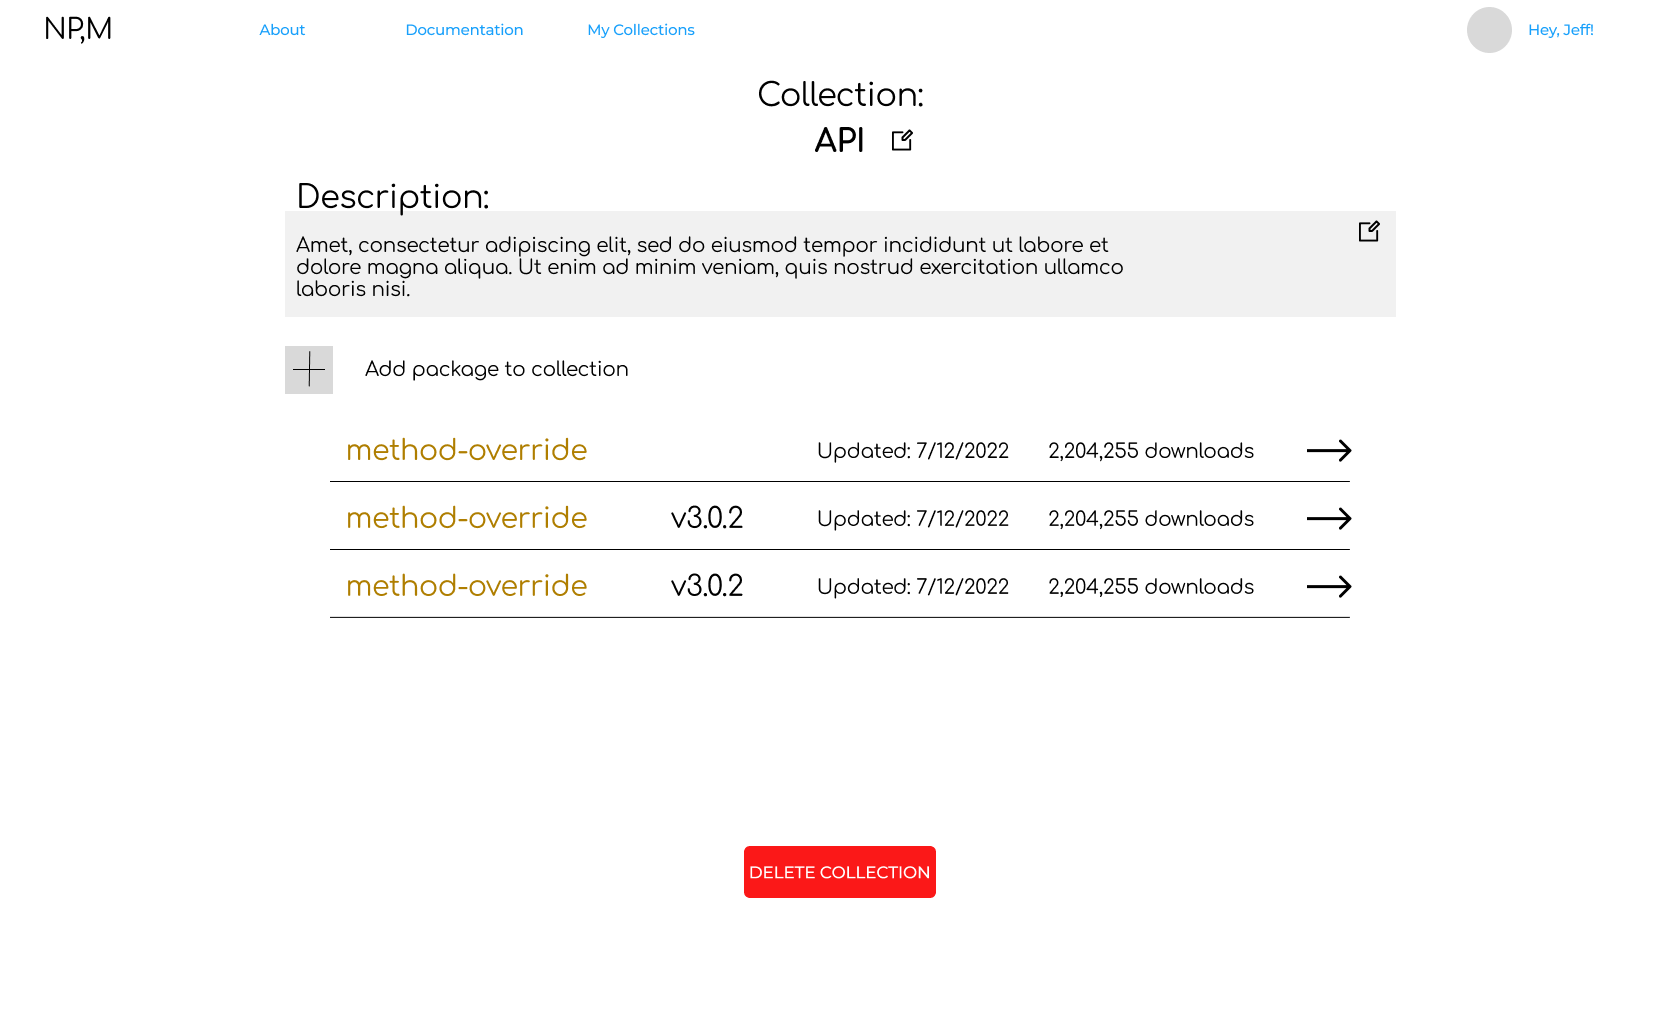 NP,M
About
Documentation
My Collections
Hey, Jeff!
Collection:
API
Description:
Amet, consectetur adipiscing elit, sed do eiusmod tempor incididunt ut labore et
dolore magna aliqua. Ut enim ad minim veniam, quis nostrud exercitation ullamco
laboris nisi.
Add package to collection
method-override Updated: 7/12/2022 2,204,255 downloads
method-override v3.0.2 Updated: 7/12/2022 2,204,255 downloads
method-override v3.0.2 Updated: 7/12/2022 2,204,255 downloads
DELETE COLLECTION